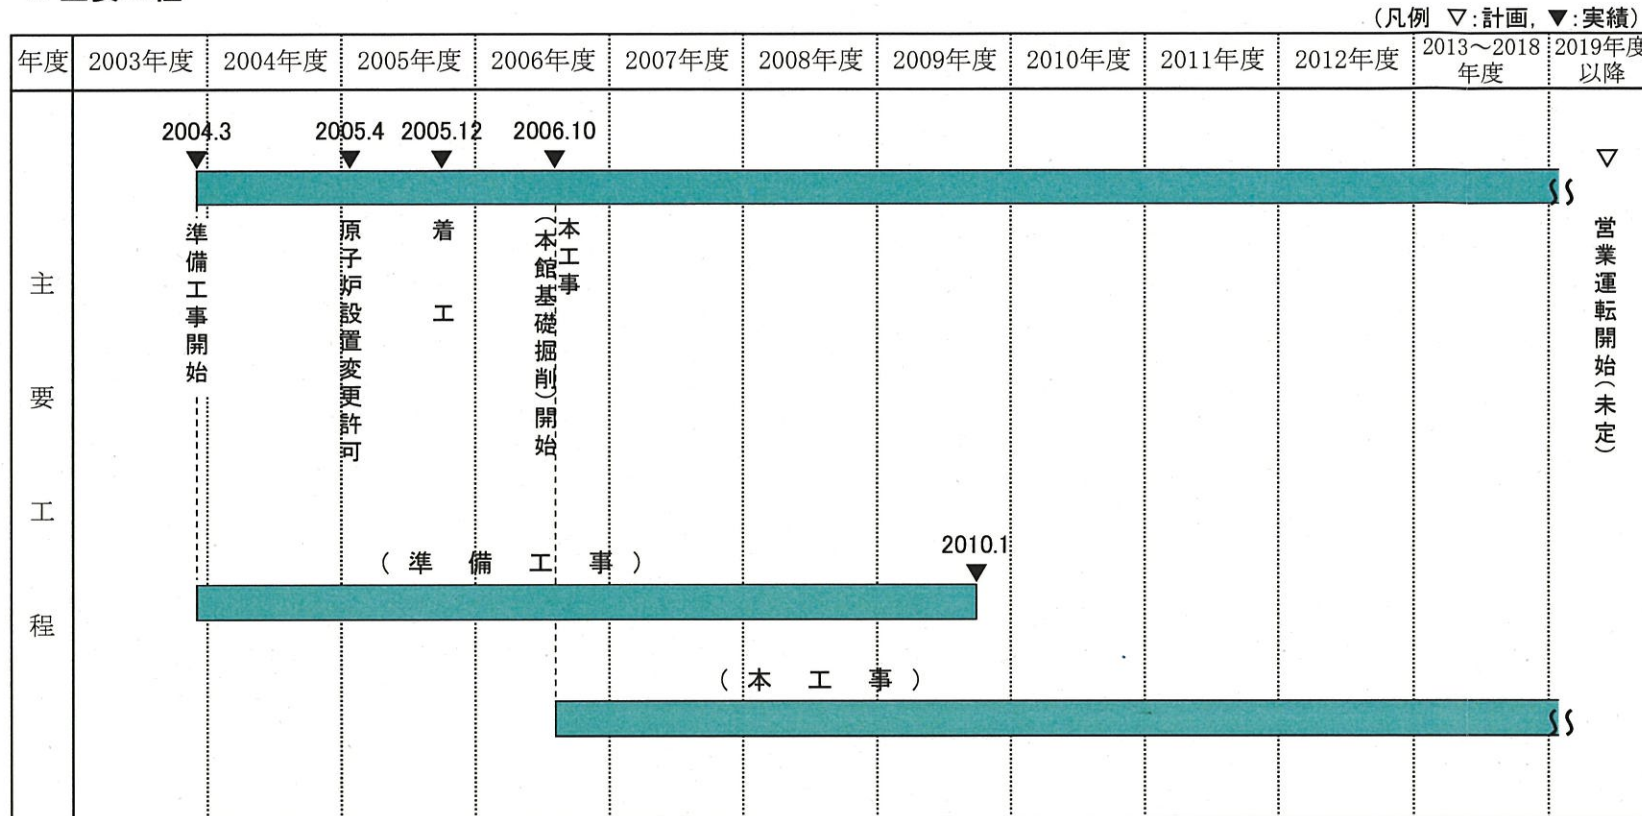 (凡例 ▽:計画, ▼:実績)
年度
2003年度
2004年度
2005年度
2006年度
2007年度
2008年度
2009年度
2010年度
2011年度
2012年度
2013～2018
年度
2019年度
以降
主要工程
2004.3
▼
準備工事開始
2005.4
▼
原子炉設置変更許可
2005.12
▼
着工
2006.10
▼
本工事
(本館基礎掘削)開始
▽
営業運転開始(未定)
(準備工事)
2010.1
▼
(本工事)